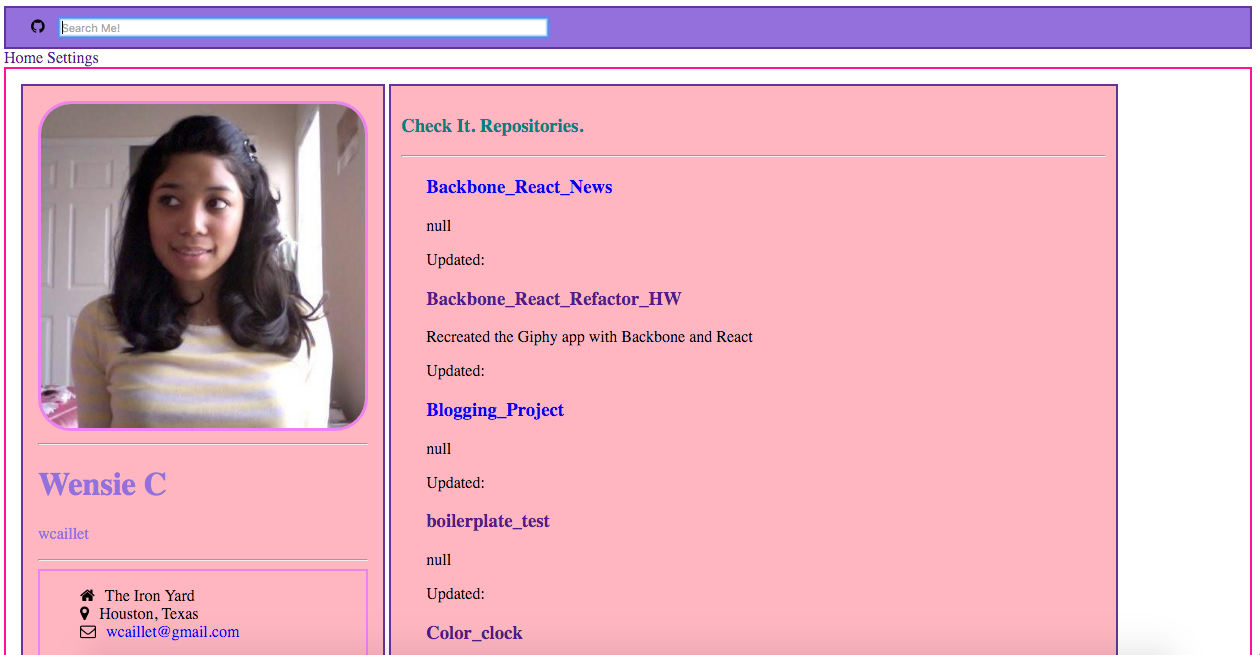 Search Me!
Home Settings
Wensie C
wcaillet
The Iron Yard
Houston, Texas
wcaillet@gmail.com
Check It. Repositories.
Backbone_React_News
null
Updated:
Backbone_React_Refactor_HW
Recreated the Giphy app with Backbone and React
Updated:
Blogging_Project
null
Updated:
boilerplate_test
null
Updated:
Color_clock